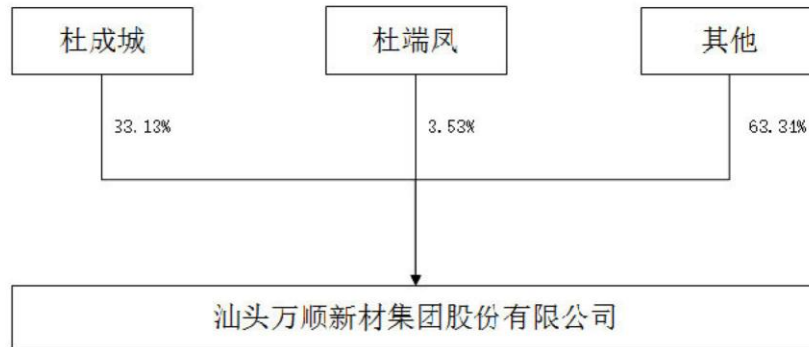 杜成城
杜端凤
其他
33.13%
3.53%
63.34%
汕头万顺新材集团股份有限公司